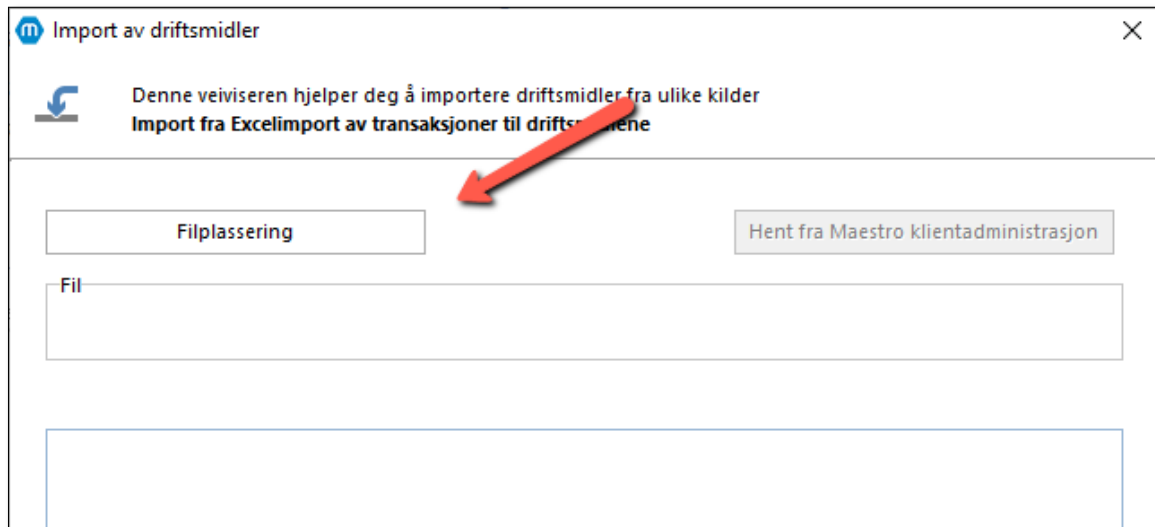 Import av driftsmidler
Denne veiviseren hjelper deg å importere driftsmidler fra ulike kilder
Import fra Excelimport av transaksjoner til driftsmidlene
Filplassering
Hent fra Maestro klientadministrasjon
Fil